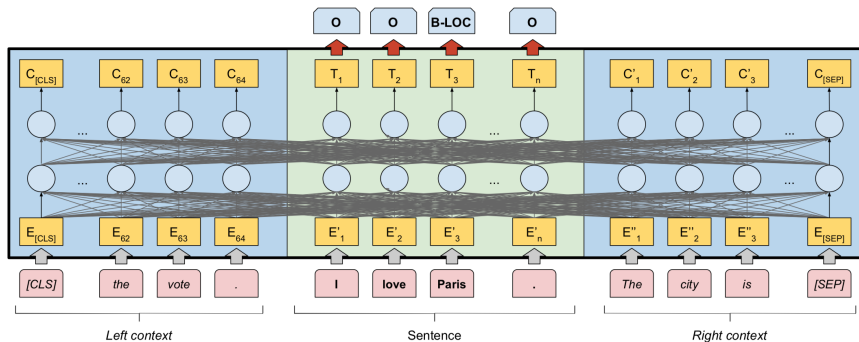 O O B-LOC O
C[CLS] C62 C63 C64 T1 T2 T3 Tn C'1 C'2 C'3 C[SEP]
... ... ...
... ... ...
E[CLS] E62 E63 E64 E'1 E'2 E'3 E'n E''1 E''2 E''3 E[SEP]
[CLS] the vote . I love Paris . The city is [SEP]
Left context Sentence Right context